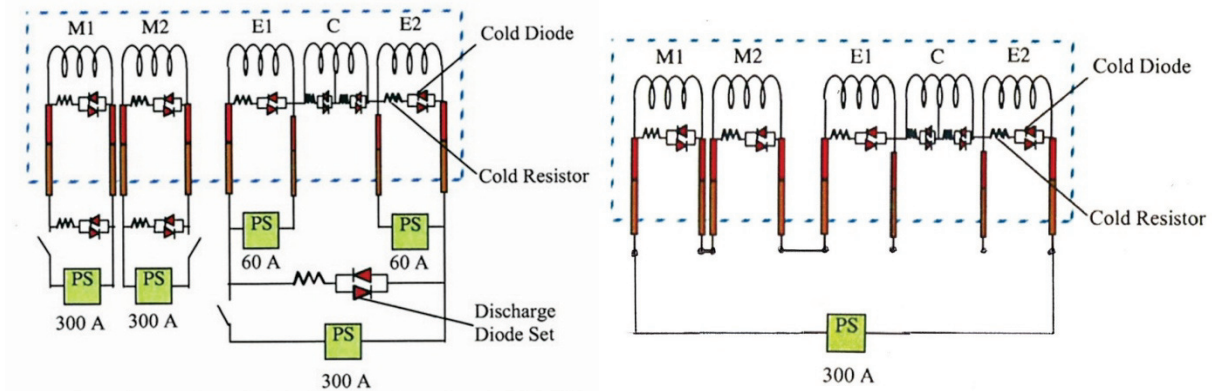 M1
M2
E1
C
E2
Cold Diode
Cold Resistor
PS
60 A
PS
60 A
PS
300 A
PS
300 A
Discharge
Diode Set
PS
300 A
M1
M2
E1
C
E2
Cold Diode
Cold Resistor
PS
300 A